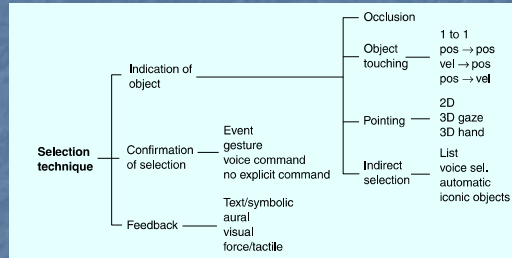 Selection
technique
Indication of
object
Occlusion
Object
touching
1 to 1
pos → pos
vel → pos
pos → vel
Pointing
2D
3D gaze
3D hand
Indirect
selection
List
voice sel.
automatic
iconic objects
Confirmation
of selection
Event
gesture
voice command
no explicit command
Feedback
Text/symbolic
aural
visual
force/tactile